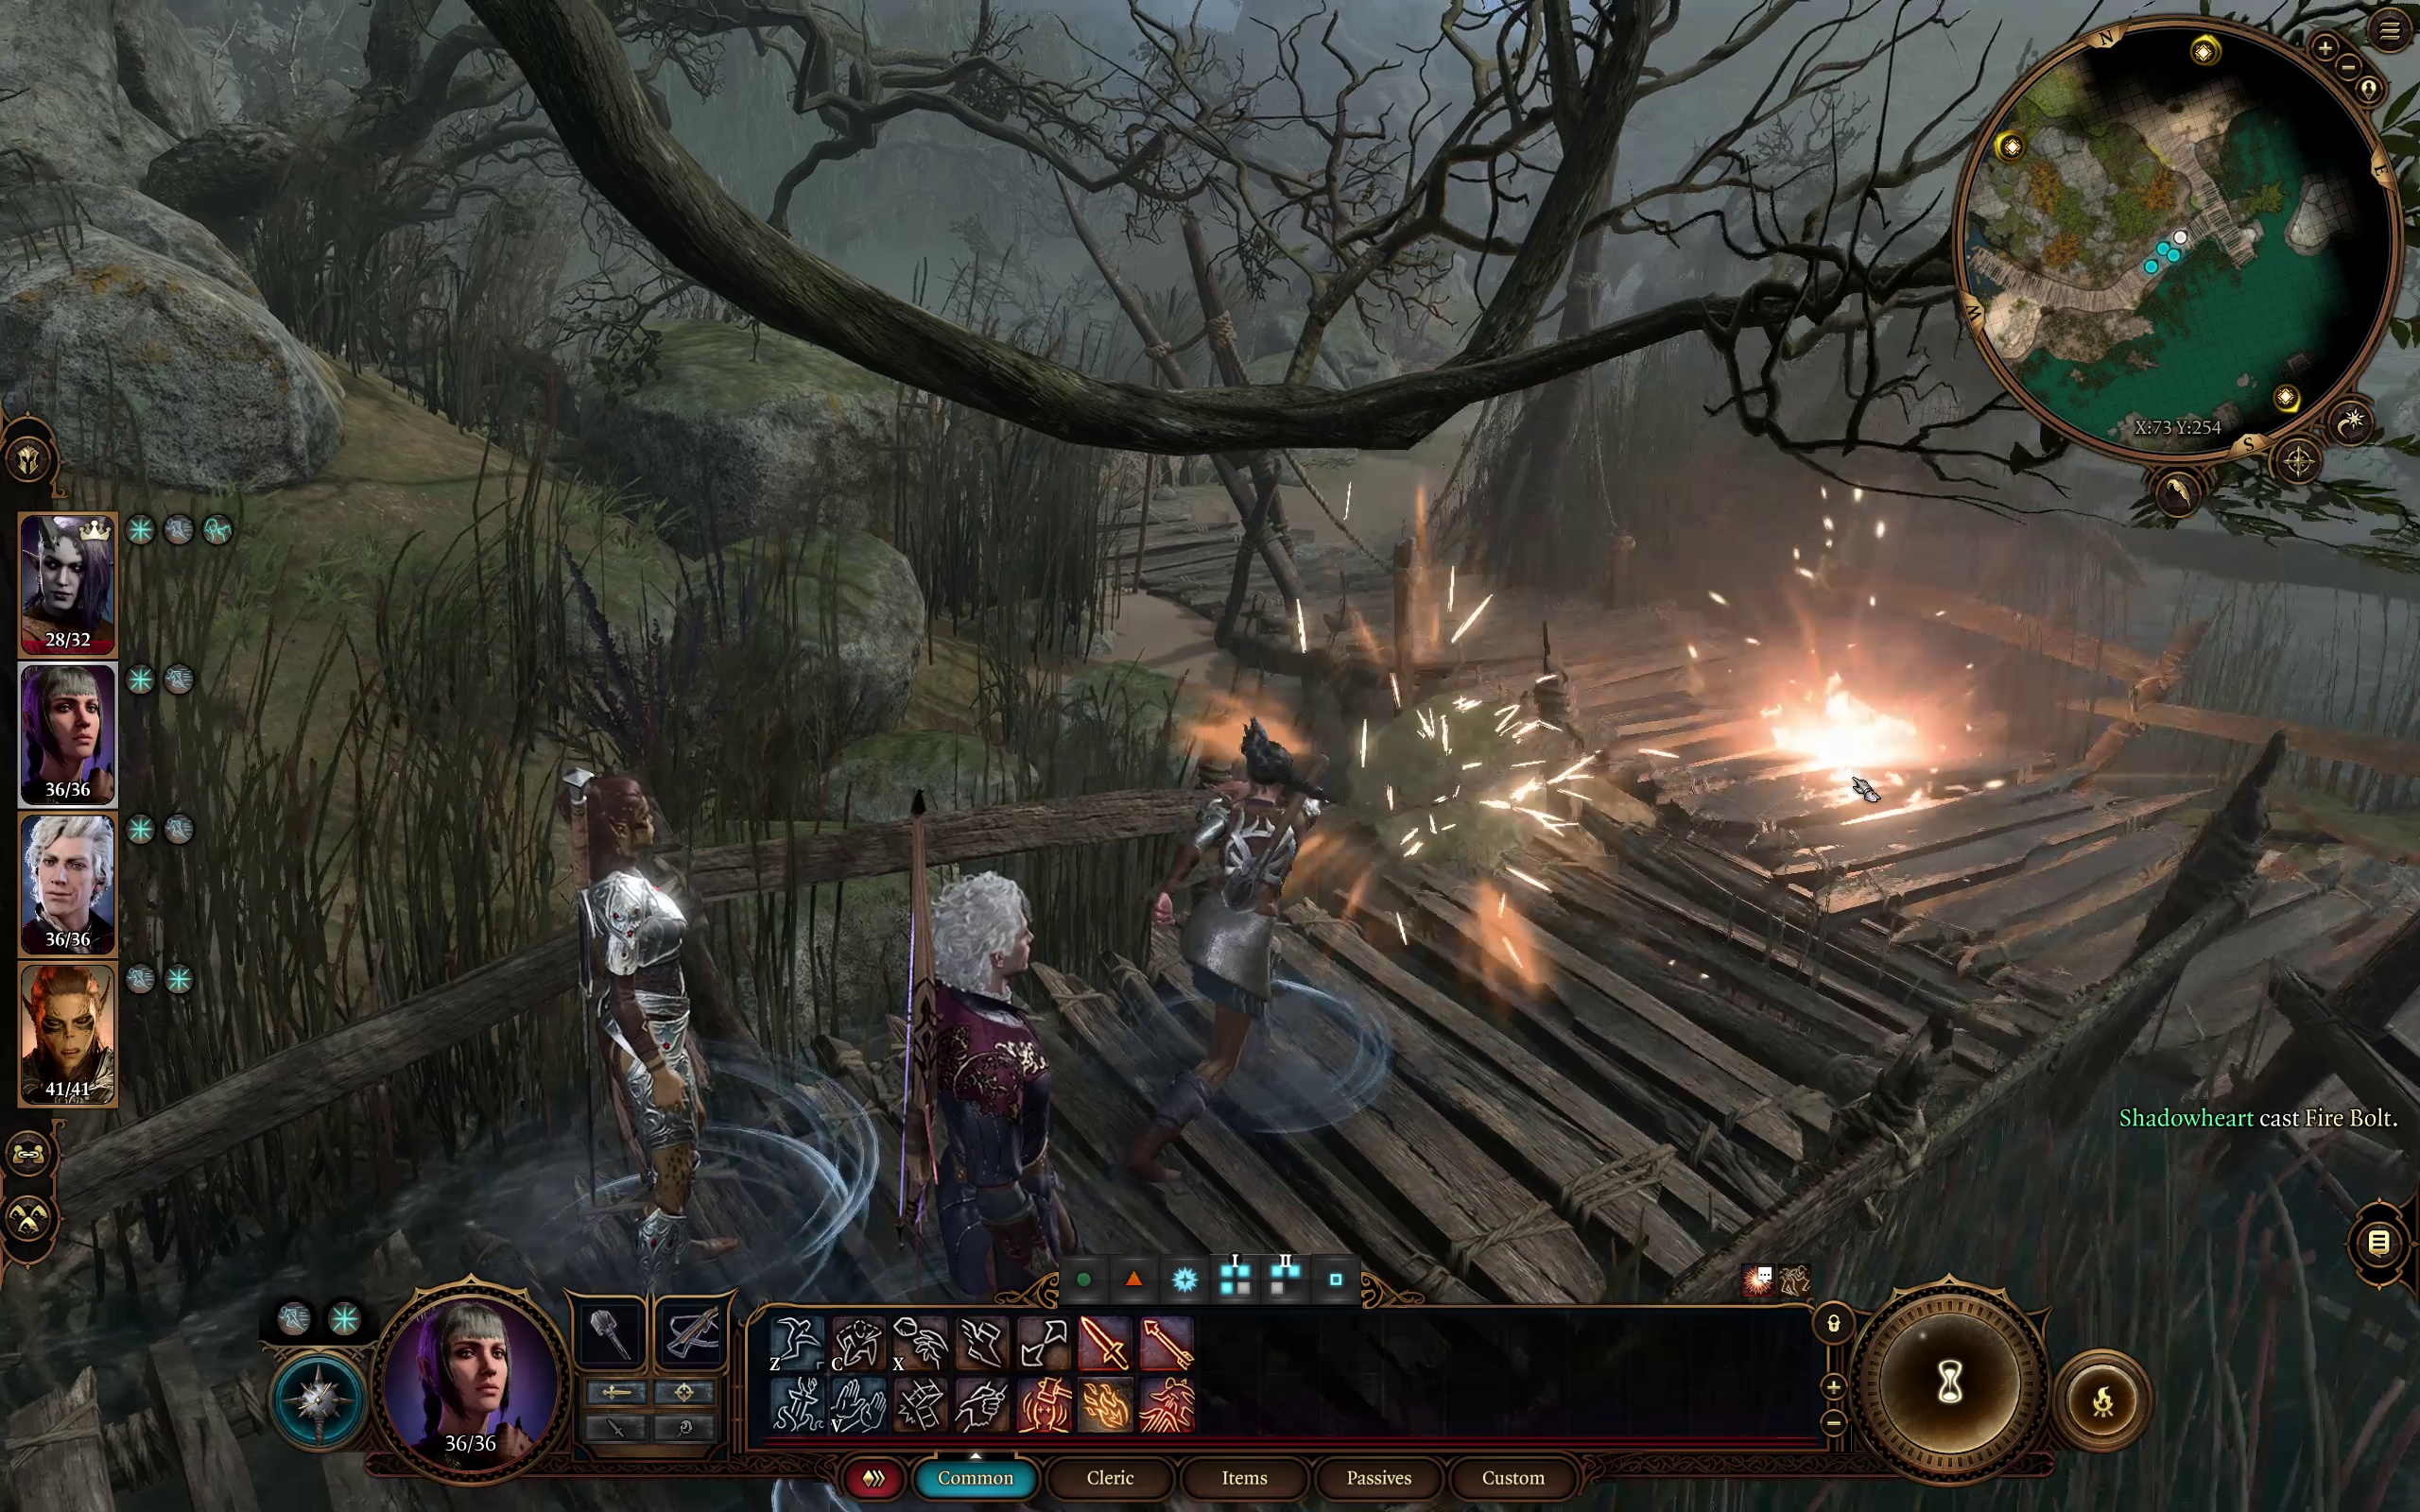 N
E
W
X:73 Y:254
S
28/32
36/36
36/36
41/41
Shadowheart cast Fire Bolt.
I
II
Z
C
X
V
36/36
Common
Cleric
Items
Passives
Custom